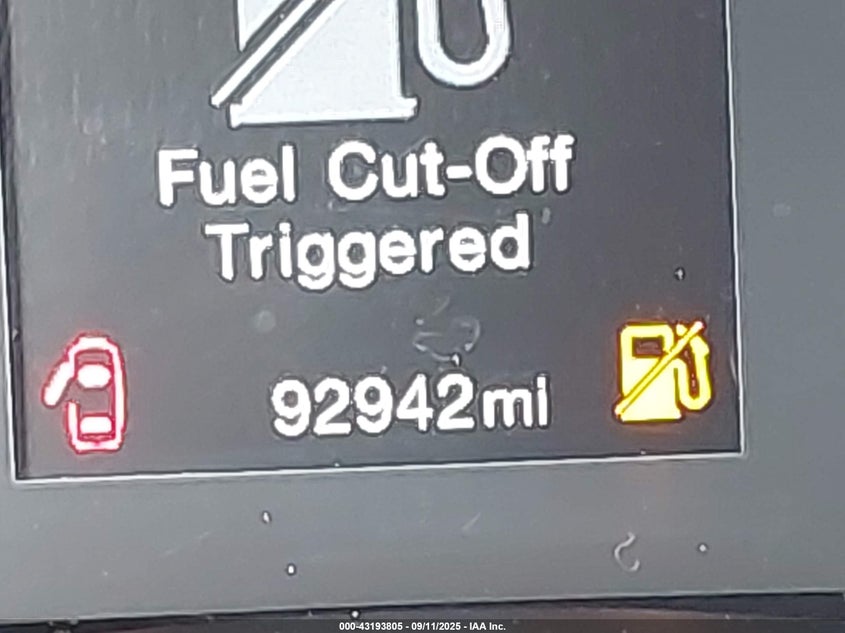 Fuel Cut-Off
Triggered
92942mi
000-43193805 - 09/11/2025 - IAA Inc.